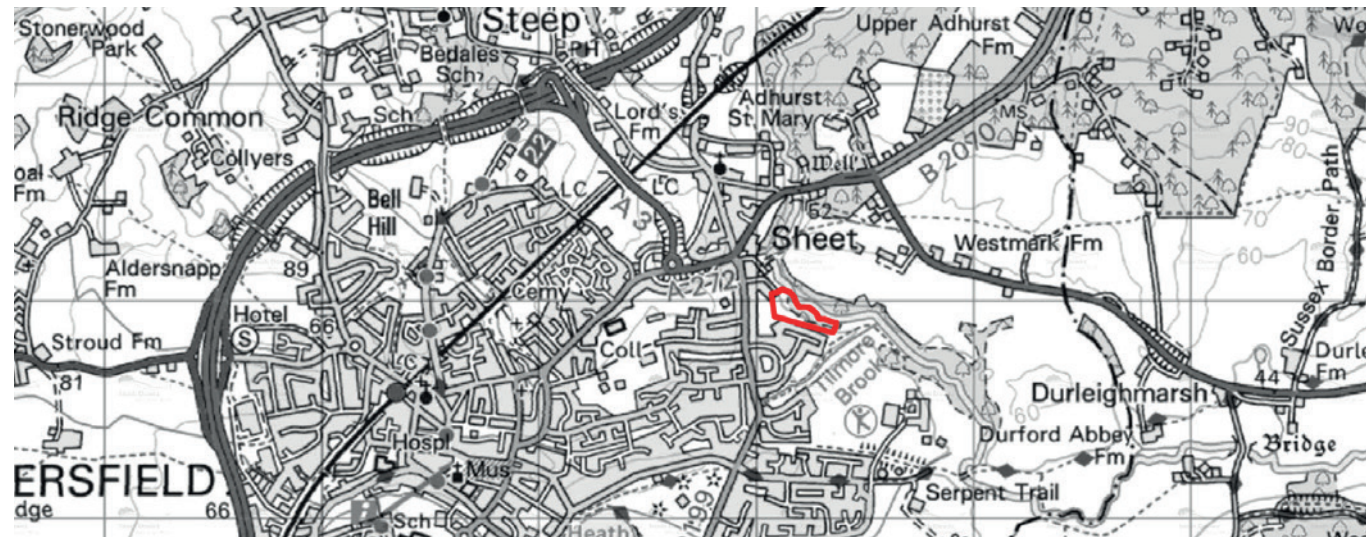 Steep
Stonerwood
Park
Upper Adhurst
Fm
PH
Bedales
Sch
Lord's
Fm
Adhurst
St. Mary
MS
Ridge Common
Sch
22
Collyers
Well
B 2070
90
80
Fm
Bell
Hill
LC
LC
A 3
52
70
60
Sussex Border Path
Sheet
Westmark Fm
Aldersnapp
Fm
89
A 272
Cemy
Hotel
66
S
Stroud Fm
LC
Coll
Tilmore
Brook
81
44
Fm
Durleighmarsh
60
Hospl
Durford Abbey
Fm
Bridge
Mus
ERSFIELD
dge
66
Serpent Trail
Sch
Heath
199